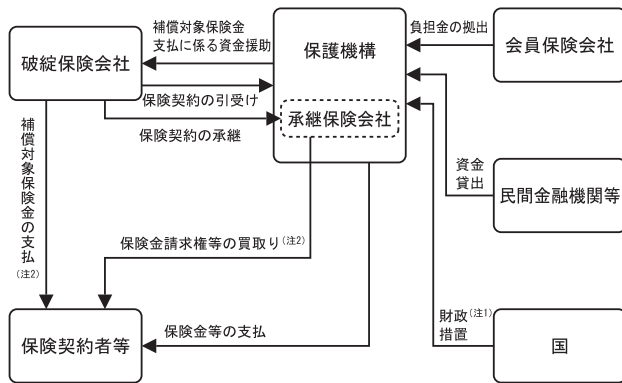 補償対象保険金
支払に係る資金援助
負担金の拠出
破綻保険会社
保護機構
会員保険会社
保険契約の引受け
承継保険会社
保険契約の承継
補償対象保険金の支払
(注2)
資金
貸出
民間金融機関等
保険金請求権等の買取り(注2)
財政(注1)
措置
保険契約者等
保険金等の支払
国